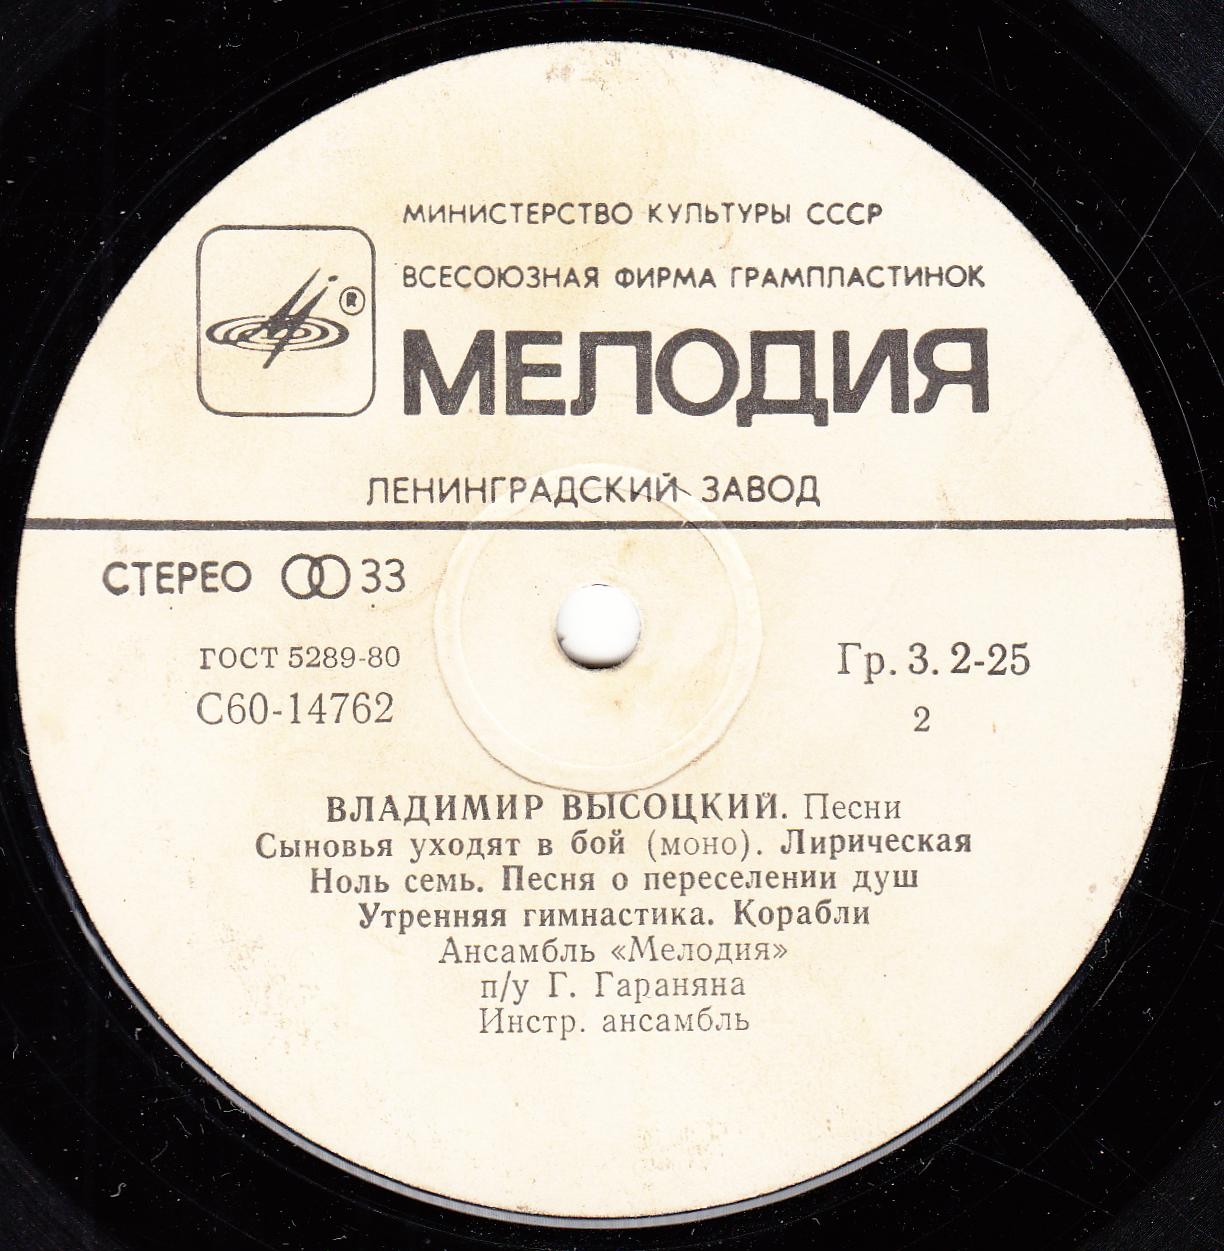 МИНИСТЕРСТВО КУЛЬТУРЫ СССР
ВСЕСОЮЗНАЯ ФИРМА ГРАМПЛАСТИНОК
®
МЕЛОДИЯ
ЛЕНИНГРАДСКИЙ ЗАВОД
СТЕРЕО 33
ГОСТ 5289-80
С60-14762
Гр. 3. 2-25
2
ВЛАДИМИР ВЫСОЦКИЙ. Песни
Сыновья уходят в бой (моно). Лирическая
Ноль семь. Песня о переселении душ
Утренняя гимнастика. Корабли
Ансамбль «Мелодия»
п/у Г. Гараняна
Инстр. ансамбль